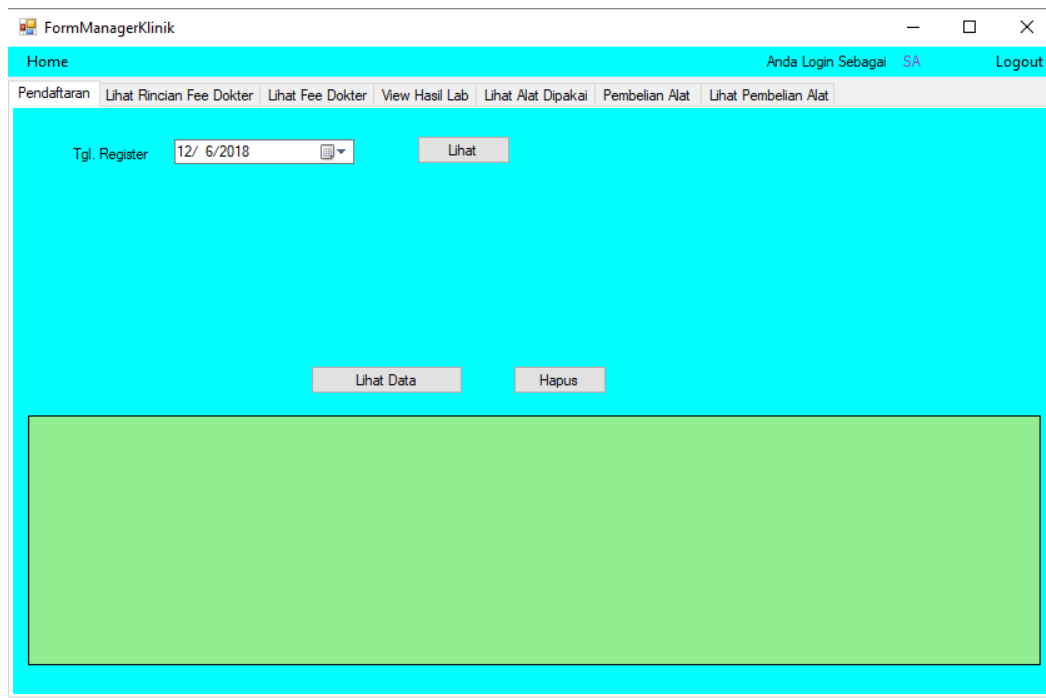 FormManagerKlinik
Home Anda Login Sebagai SA Logout
Pendaftaran Lihat Rincian Fee Dokter Lihat Fee Dokter View Hasil Lab Lihat Alat Dipakai Pembelian Alat Lihat Pembelian Alat
Tgl. Register 12/ 6/2018 Lihat
Lihat Data Hapus